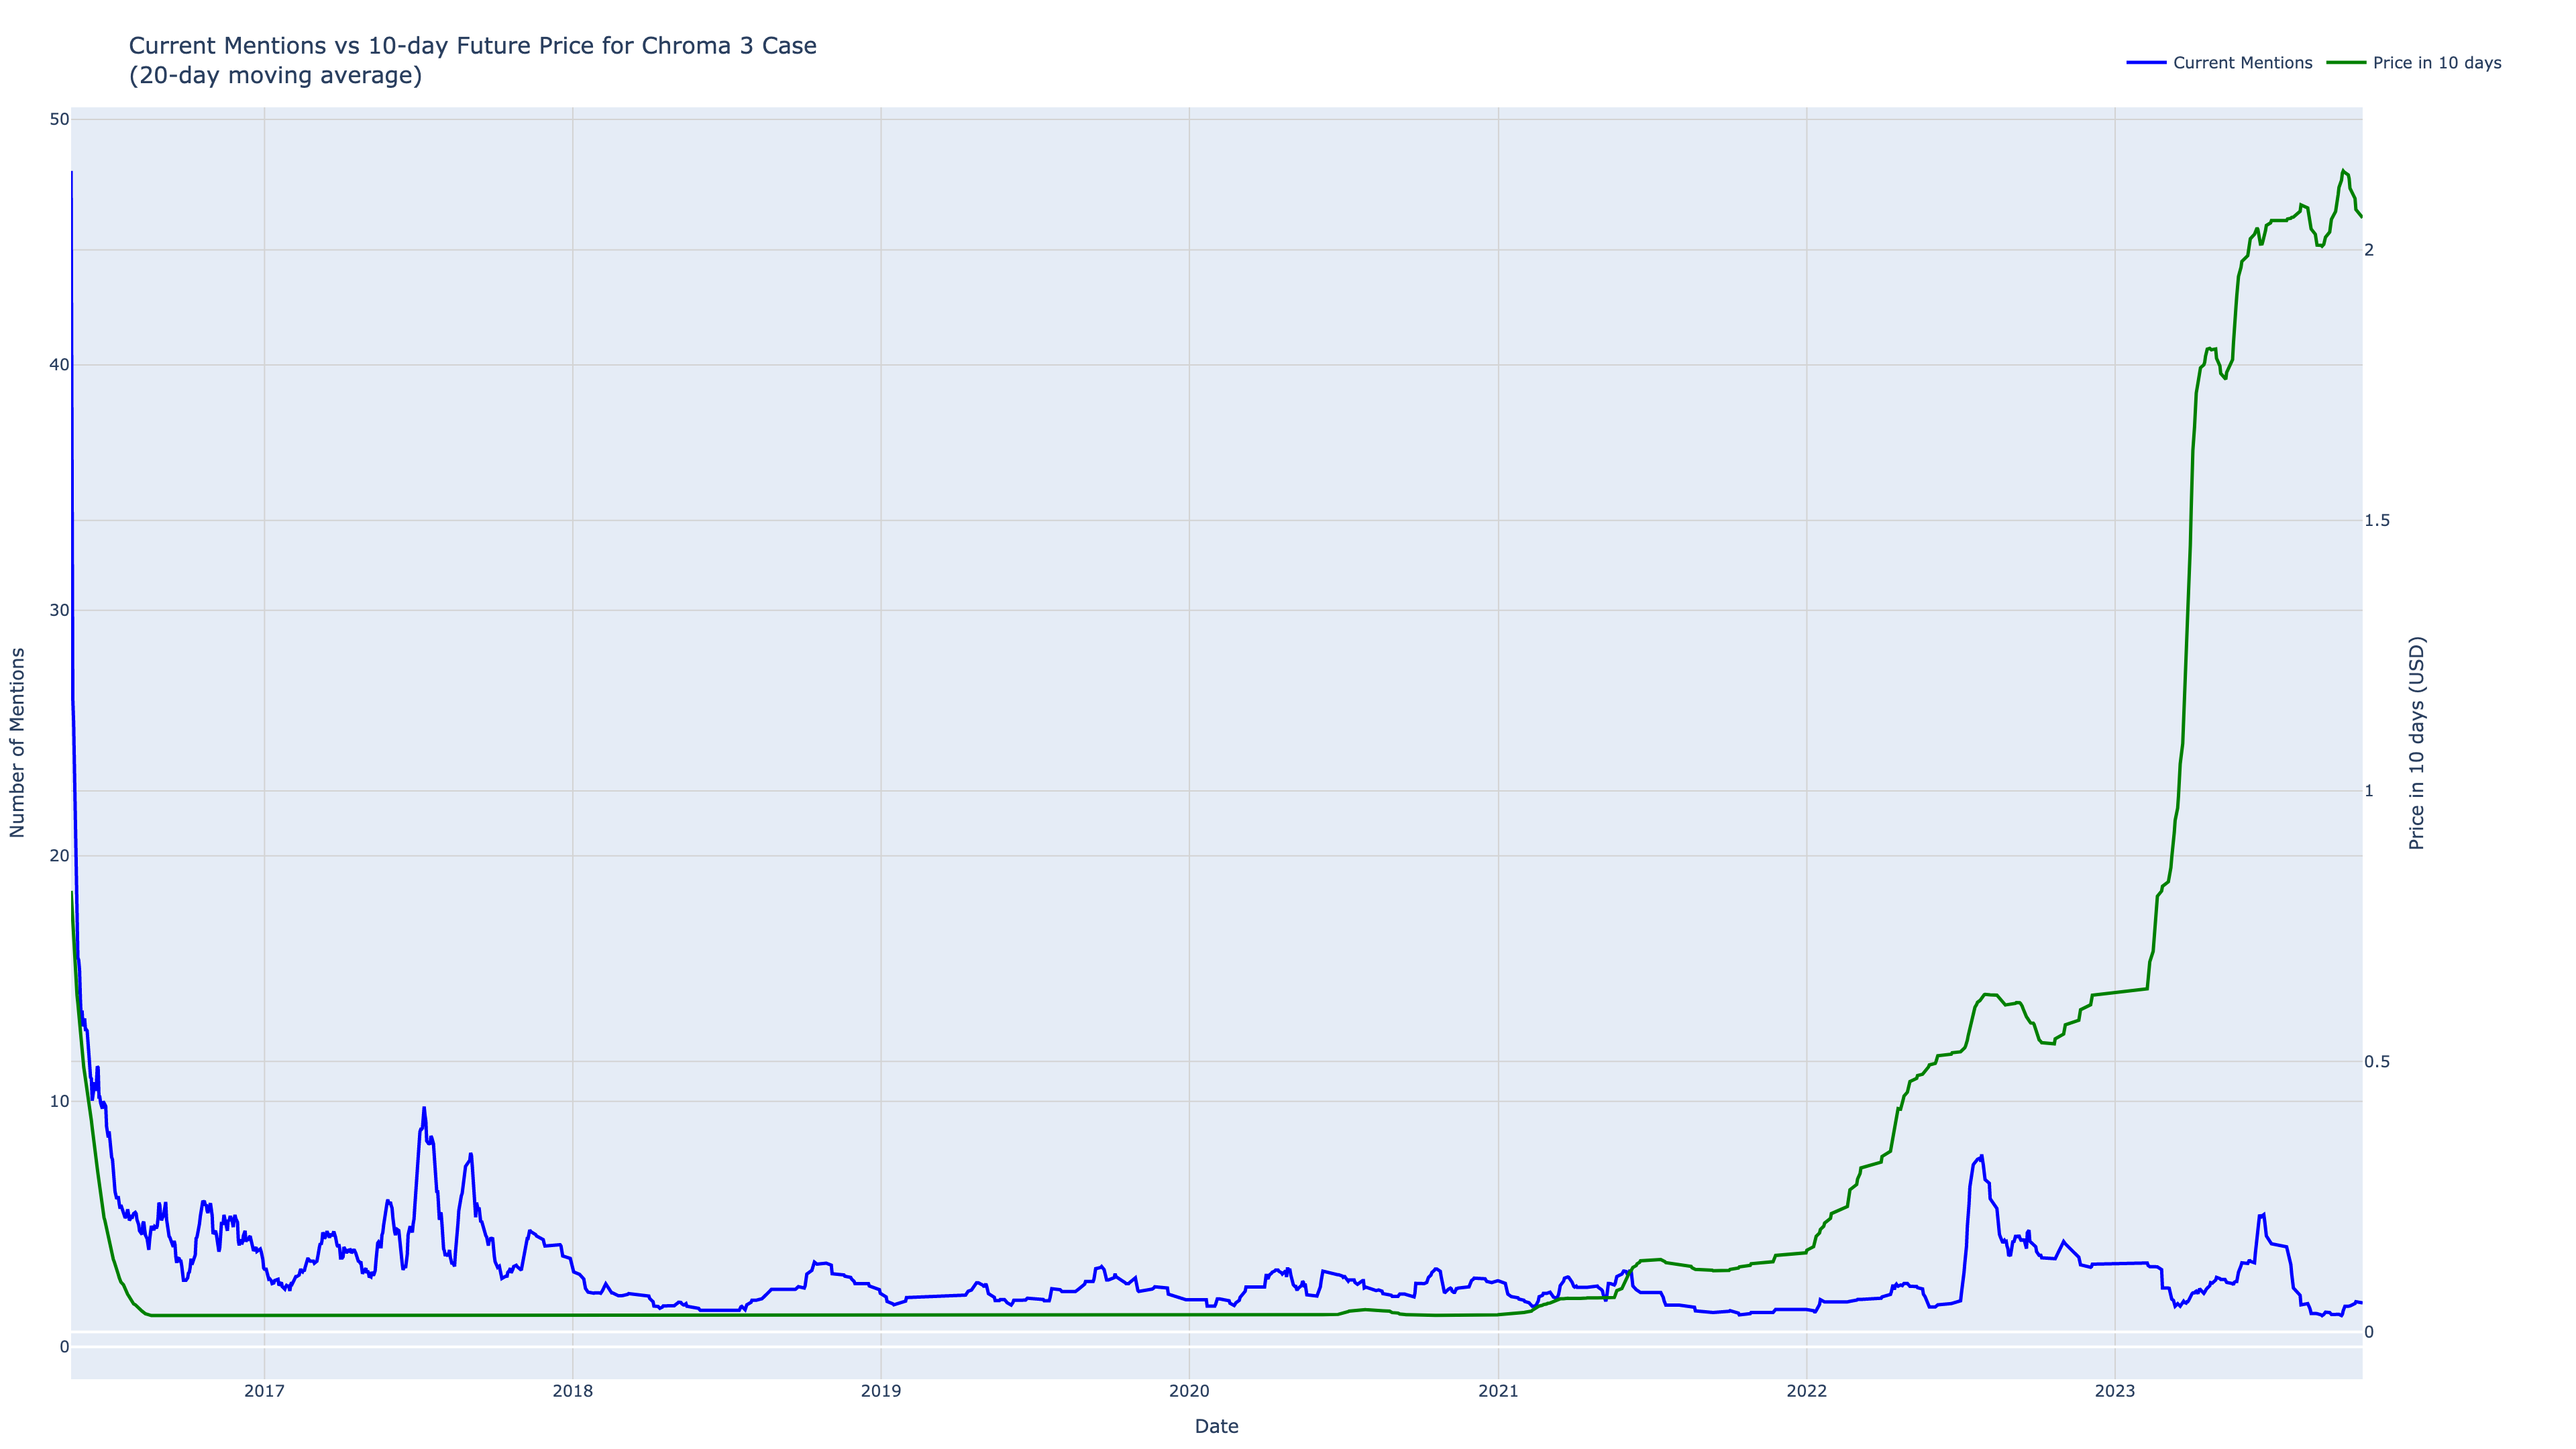 Current Mentions vs 10-day Future Price for Chroma 3 Case
(20-day moving average)
Current Mentions
Price in 10 days
50
40
30
20
10
0
Number of Mentions
2
1.5
1
0.5
0
Price in 10 days (USD)
2017
2018
2019
2020
2021
2022
2023
Date